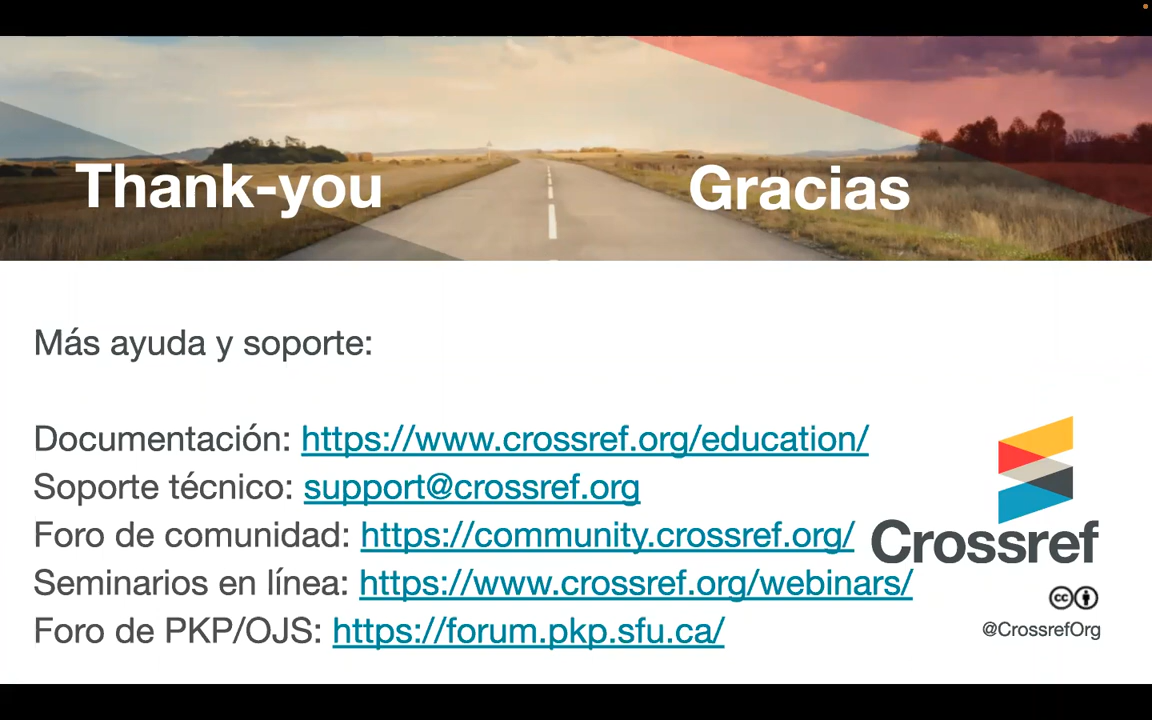 Thank-you
Gracias
Más ayuda y soporte:
Documentación: https://www.crossref.org/education/
Soporte técnico: support@crossref.org
Foro de comunidad: https://community.crossref.org/
Seminarios en línea: https://www.crossref.org/webinars/
Foro de PKP/OJS: https://forum.pkp.sfu.ca/
Crossref
cc
@CrossrefOrg